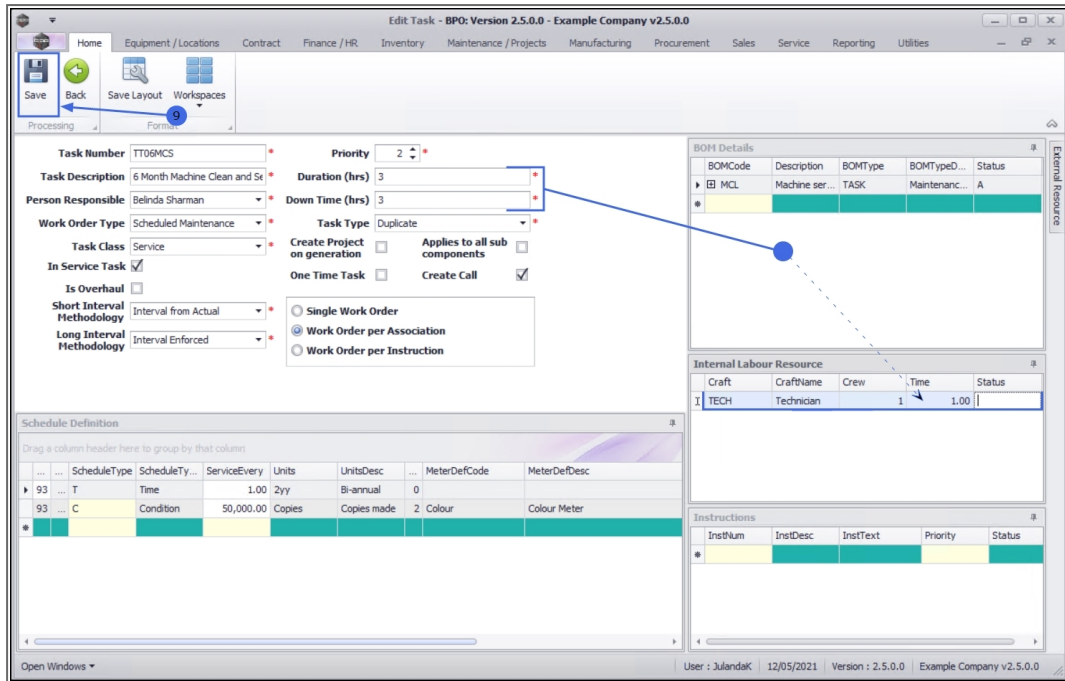 Edit Task - BPO: Version 2.5.0.0 - Example Company v2.5.0.0
Home Equipment / Locations Contract Finance / HR Inventory Maintenance / Projects Manufacturing Procurement Sales Service Reporting Utilities
Save Back Save Layout Workspaces
9
Processing Format
Task Number TT06MCS * Priority 2 *
Task Description 6 Month Machine Clean and Se * Duration (hrs) 3 *
Person Responsible Belinda Sharman * Down Time (hrs) 3 *
Work Order Type Scheduled Maintenance * Task Type Duplicate *
Task Class Service * Create Project on generation Applies to all sub components
In Service Task One Time Task Create Call
Is Overhaul
Short Interval Methodology Interval from Actual * Single Work Order
Work Order per Association
Long Interval Methodology Interval Enforced * Work Order per Instruction
BOM Details
BOMCode Description BOMType BOMTypeD... Status
MCL Machine ser... TASK Maintenanc... A
External Resource
Internal Labour Resource
Craft CraftName Crew Time Status
TECH Technician 1 1.00
Schedule Definition
Drag a column header here to group by that column
... ... ScheduleType ScheduleTy... ServiceEvery Units UnitsDesc ... MeterDefCode MeterDefDesc
93 ... T Time 1.00 2yy Bi-annual 0
93 ... C Condition 50,000.00 Copies Copies made 2 Colour Colour Meter
Instructions
InstNum InstDesc InstText Priority Status
Open Windows User : JulandaK 12/05/2021 Version : 2.5.0.0 Example Company v2.5.0.0